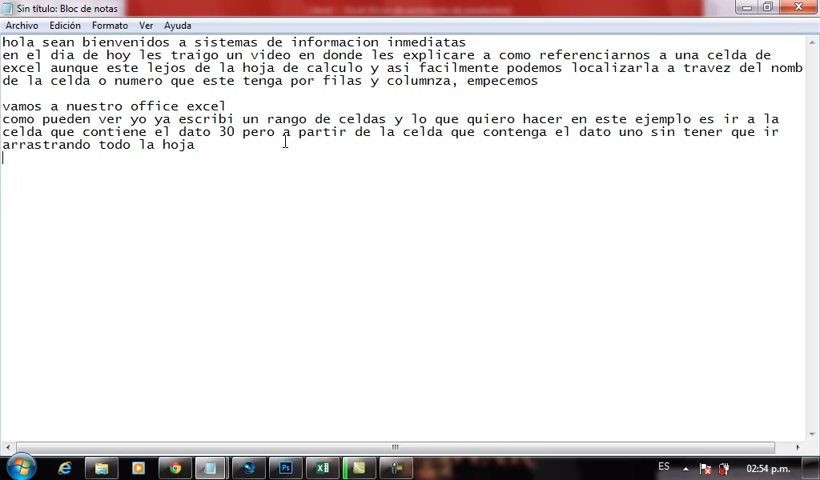 Sin título: Bloc de notas
Archivo Edición Formato Ver Ayuda
hola sean bienvenidos a sistemas de informacion inmediatas
en el dia de hoy les traigo un video en donde les explicare a como referenciarnos a una celda de
excel aunque este lejos de la hoja de calculo y asi facilmente podemos localizarla a travez del nomb
de la celda o numero que este tenga por filas y columnza, empecemos
vamos a nuestro office excel
como pueden ver yo ya escribi un rango de celdas y lo que quiero hacer en este ejemplo es ir a la
celda que contiene el dato 30 pero a partir de la celda que contenga el dato uno sin tener que ir
arrastrando todo la hoja
ES 02:54 p.m.